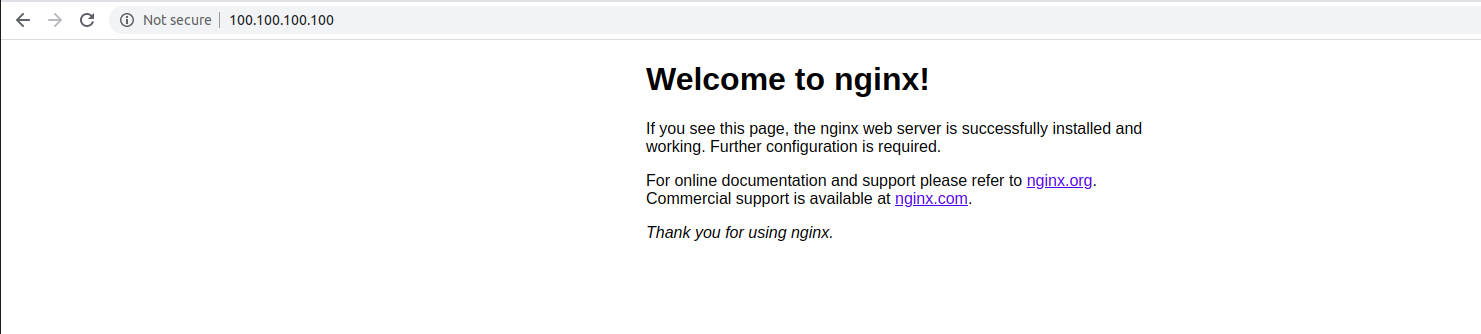 Not secure | 100.100.100.100
Welcome to nginx!
If you see this page, the nginx web server is successfully installed and
working. Further configuration is required.
For online documentation and support please refer to nginx.org.
Commercial support is available at nginx.com.
Thank you for using nginx.